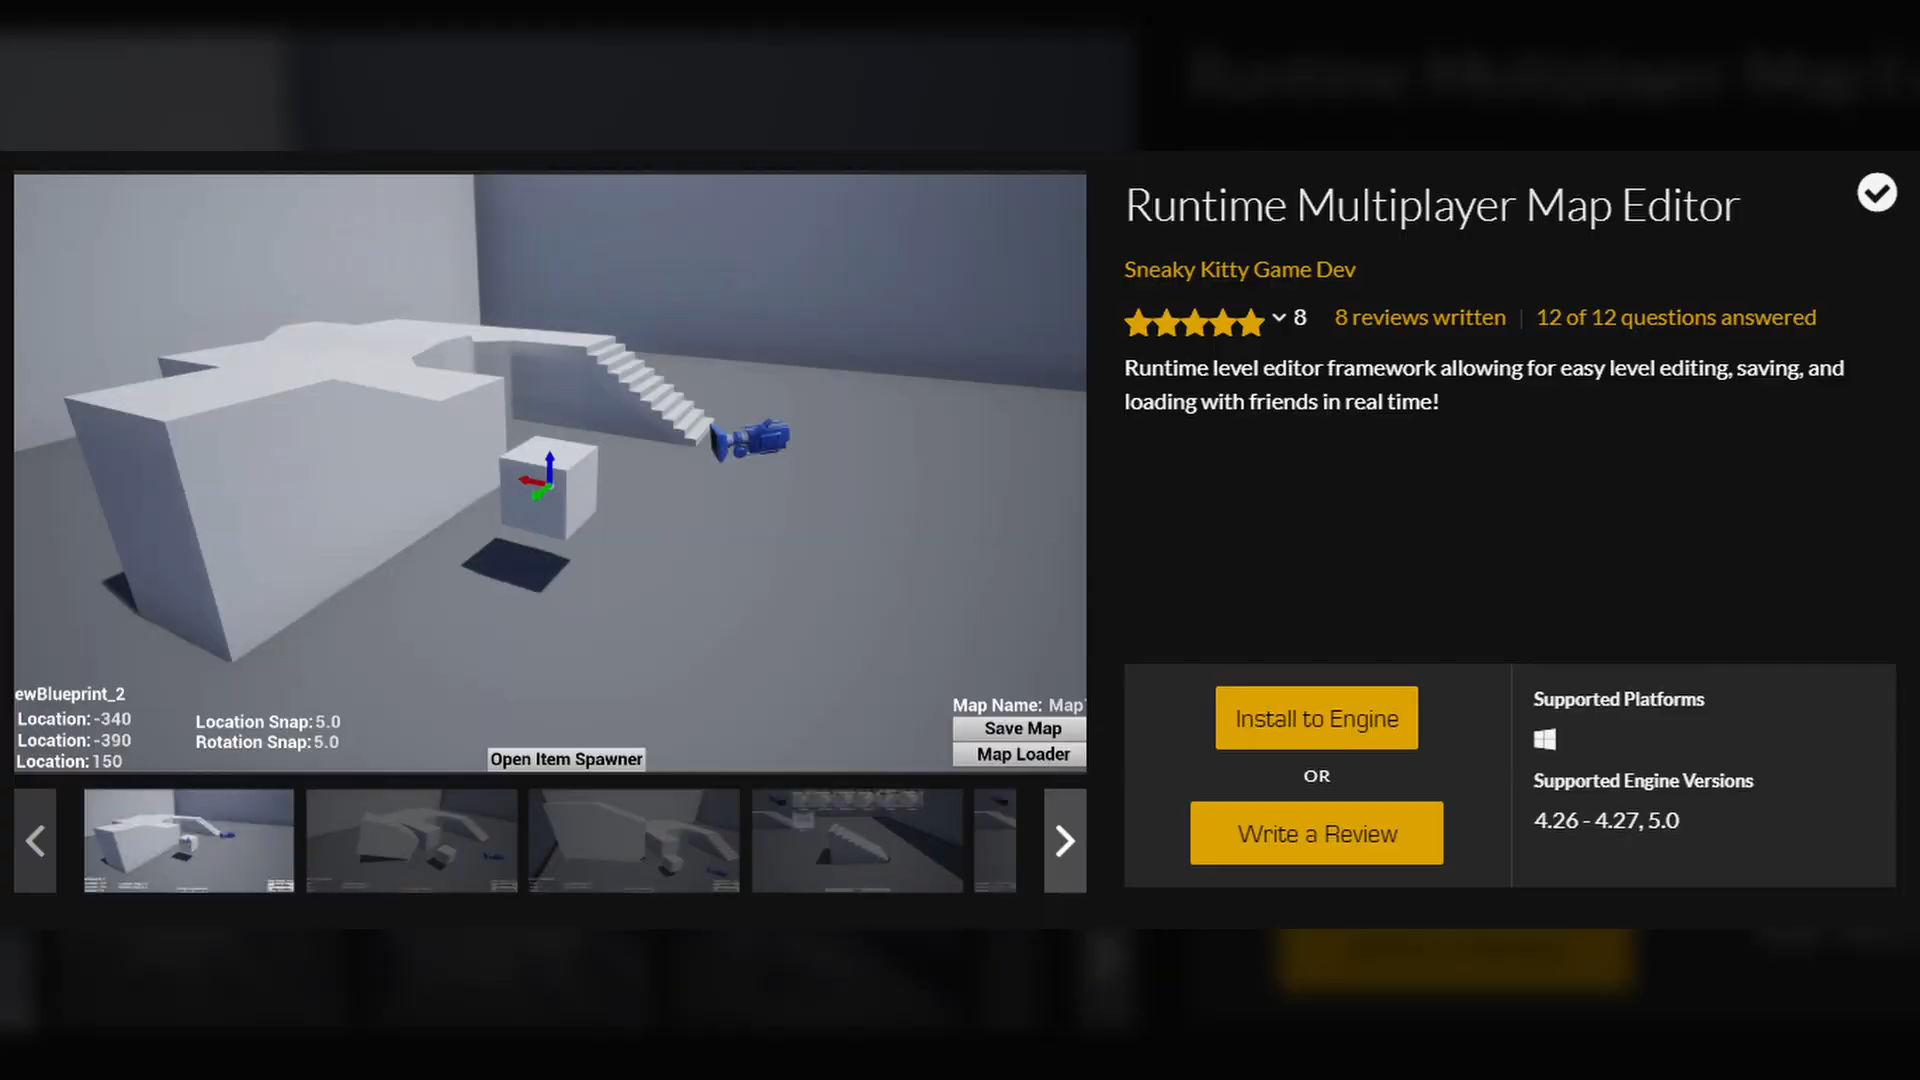 Runtime Multiplayer Map Editor
Sneaky Kitty Game Dev
8 8 reviews written | 12 of 12 questions answered
Runtime level editor framework allowing for easy level editing, saving, and
loading with friends in real time!
ewBlueprint_2
Location: -340
Location: -390
Location: 150
Location Snap: 5.0
Rotation Snap: 5.0
Open Item Spawner
Map Name: Map
Save Map
Map Loader
Install to Engine
OR
Write a Review
Supported Platforms
Supported Engine Versions
4.26 - 4.27, 5.0